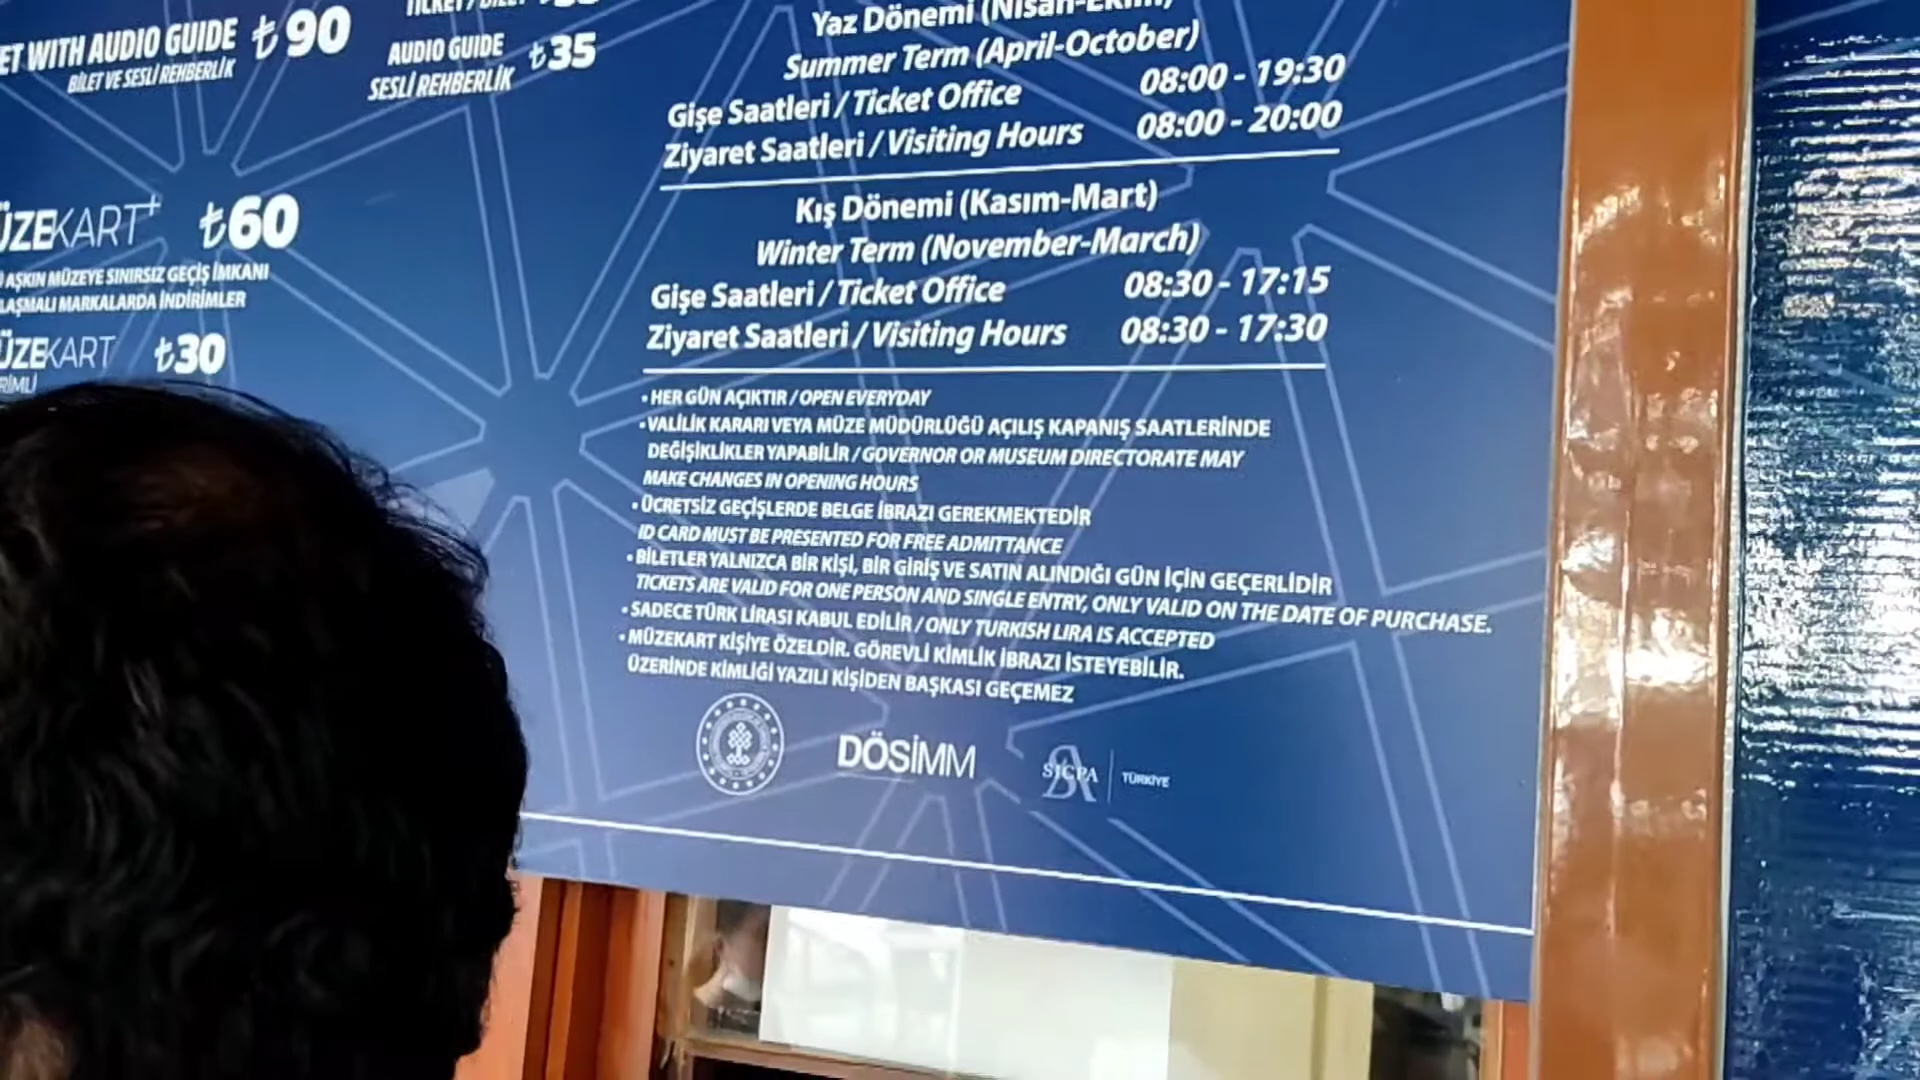 WITH AUDIO GUIDE ₺90
BİLET VE SESLİ REHBERLİK
AUDIO GUIDE ₺35
SESLİ REHBERLİK
KART+ ₺60
AŞKIN MÜZEYE SINIRSIZ GEÇİŞ İMKANI
MARKALARDA İNDİRİMLER
KART ₺30
Yaz Dönemi (Nisan-Ekim)
Summer Term (April-October)
Gişe Saatleri / Ticket Office 08:00 - 19:30
Ziyaret Saatleri / Visiting Hours 08:00 - 20:00
Kış Dönemi (Kasım-Mart)
Winter Term (November-March)
Gişe Saatleri / Ticket Office 08:30 - 17:15
Ziyaret Saatleri / Visiting Hours 08:30 - 17:30
• HER GÜN AÇIKTIR / OPEN EVERYDAY
• VALİLİK KARARI VEYA MÜZE MÜDÜRLÜĞÜ AÇILIŞ KAPANIŞ SAATLERİNDE
DEĞİŞİKLİKLER YAPABİLİR / GOVERNOR OR MUSEUM DIRECTORATE MAY
MAKE CHANGES IN OPENING HOURS
• ÜCRETSİZ GEÇİŞLERDE BELGE İBRAZI GEREKMEKTEDİR
ID CARD MUST BE PRESENTED FOR FREE ADMITTANCE
• BİLETLER YALNIZCA BİR KİŞİ, BİR GİRİŞ VE SATIN ALINDIĞI GÜN İÇİN GEÇERLİDİR
TICKETS ARE VALID FOR ONE PERSON AND SINGLE ENTRY, ONLY VALID ON THE DATE OF PURCHASE.
• SADECE TÜRK LİRASI KABUL EDİLİR / ONLY TURKISH LIRA IS ACCEPTED
• MÜZEKART KİŞİYE ÖZELDİR. GÖREVLİ KİMLİK İBRAZI İSTEYEBİLİR.
ÜZERİNDE KİMLİĞİ YAZILI KİŞİDEN BAŞKASI GEÇEMEZ
DÖSİMM
SICPA TÜRKİYE